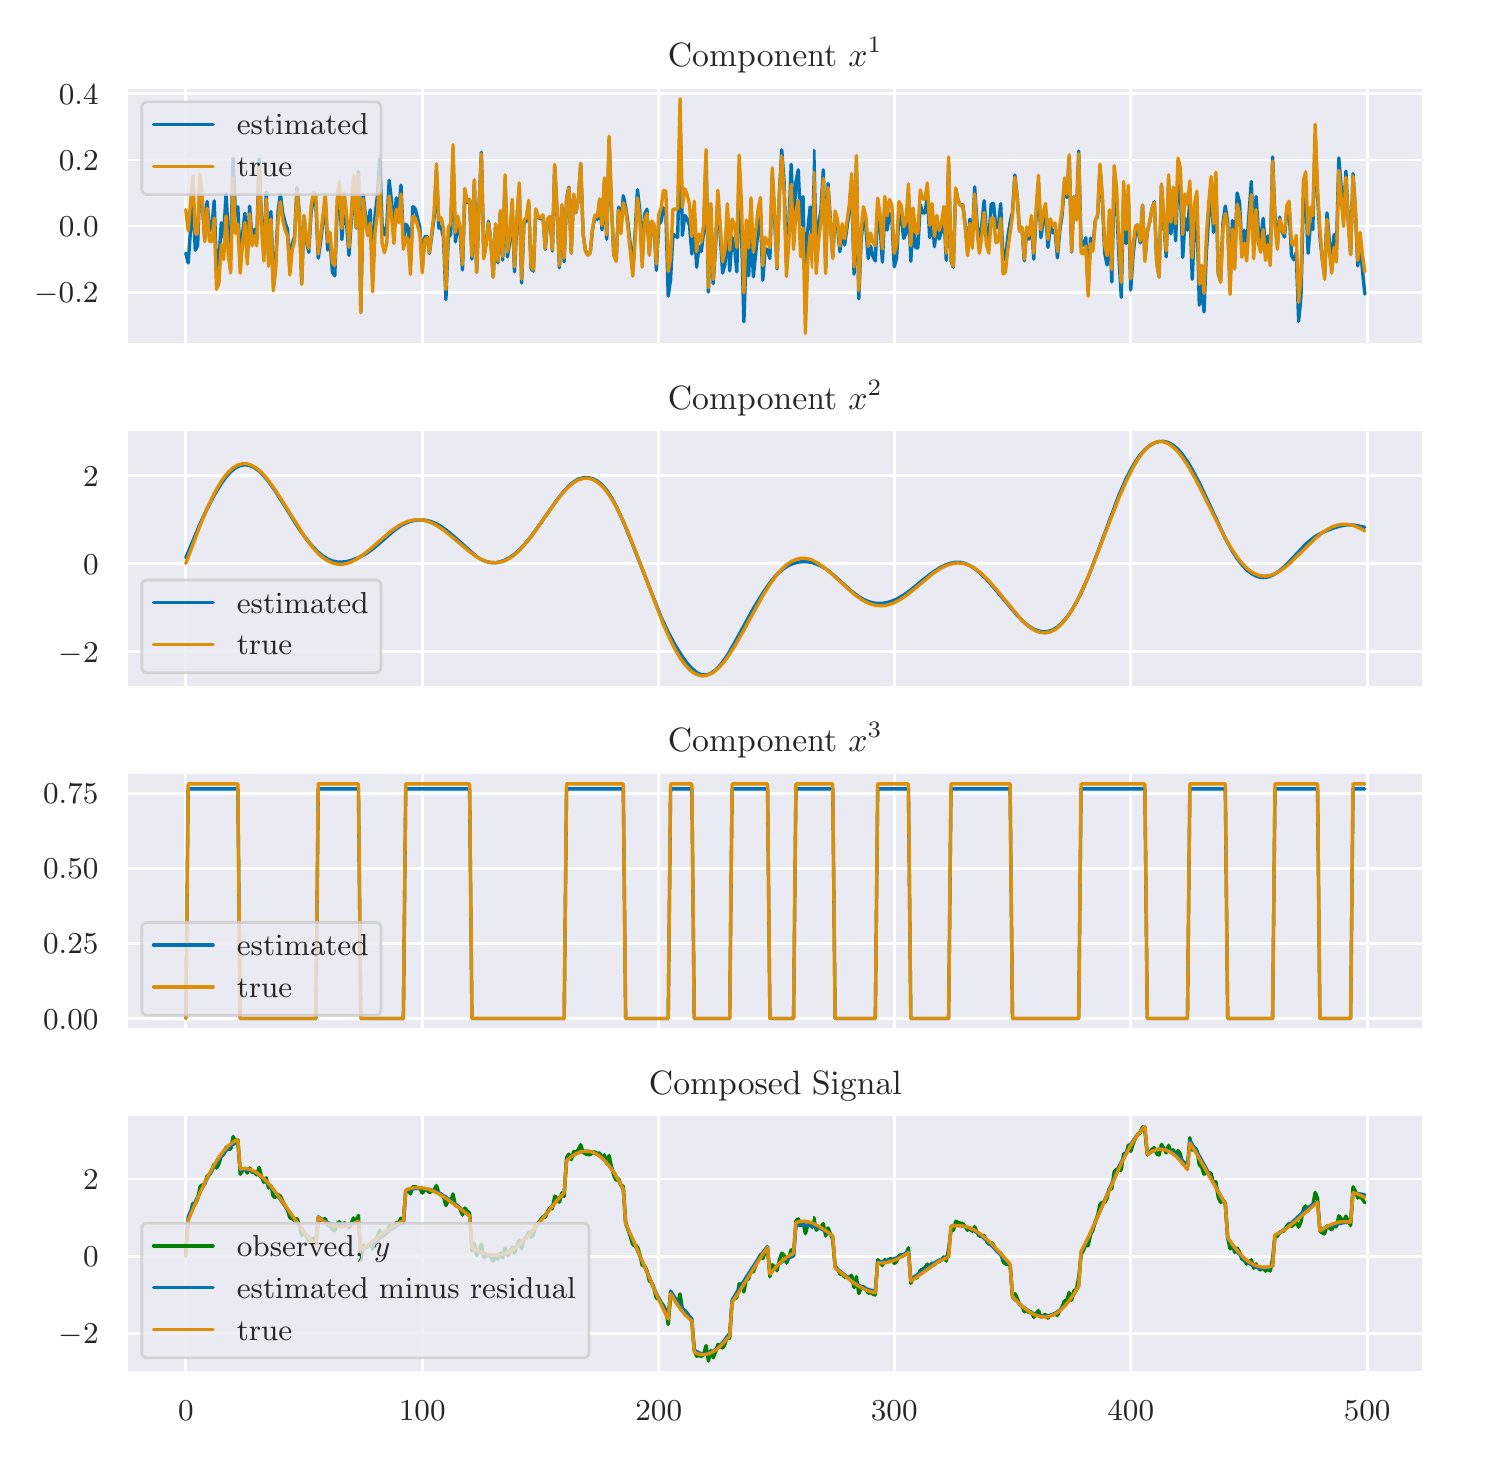 Component x¹
0.4
0.2
0.0
−0.2
estimated
true
Component x²
2
0
−2
estimated
true
Component x³
0.75
0.50
0.25
0.00
estimated
true
Composed Signal
2
0
−2
observed, y
estimated minus residual
true
0 100 200 300 400 500